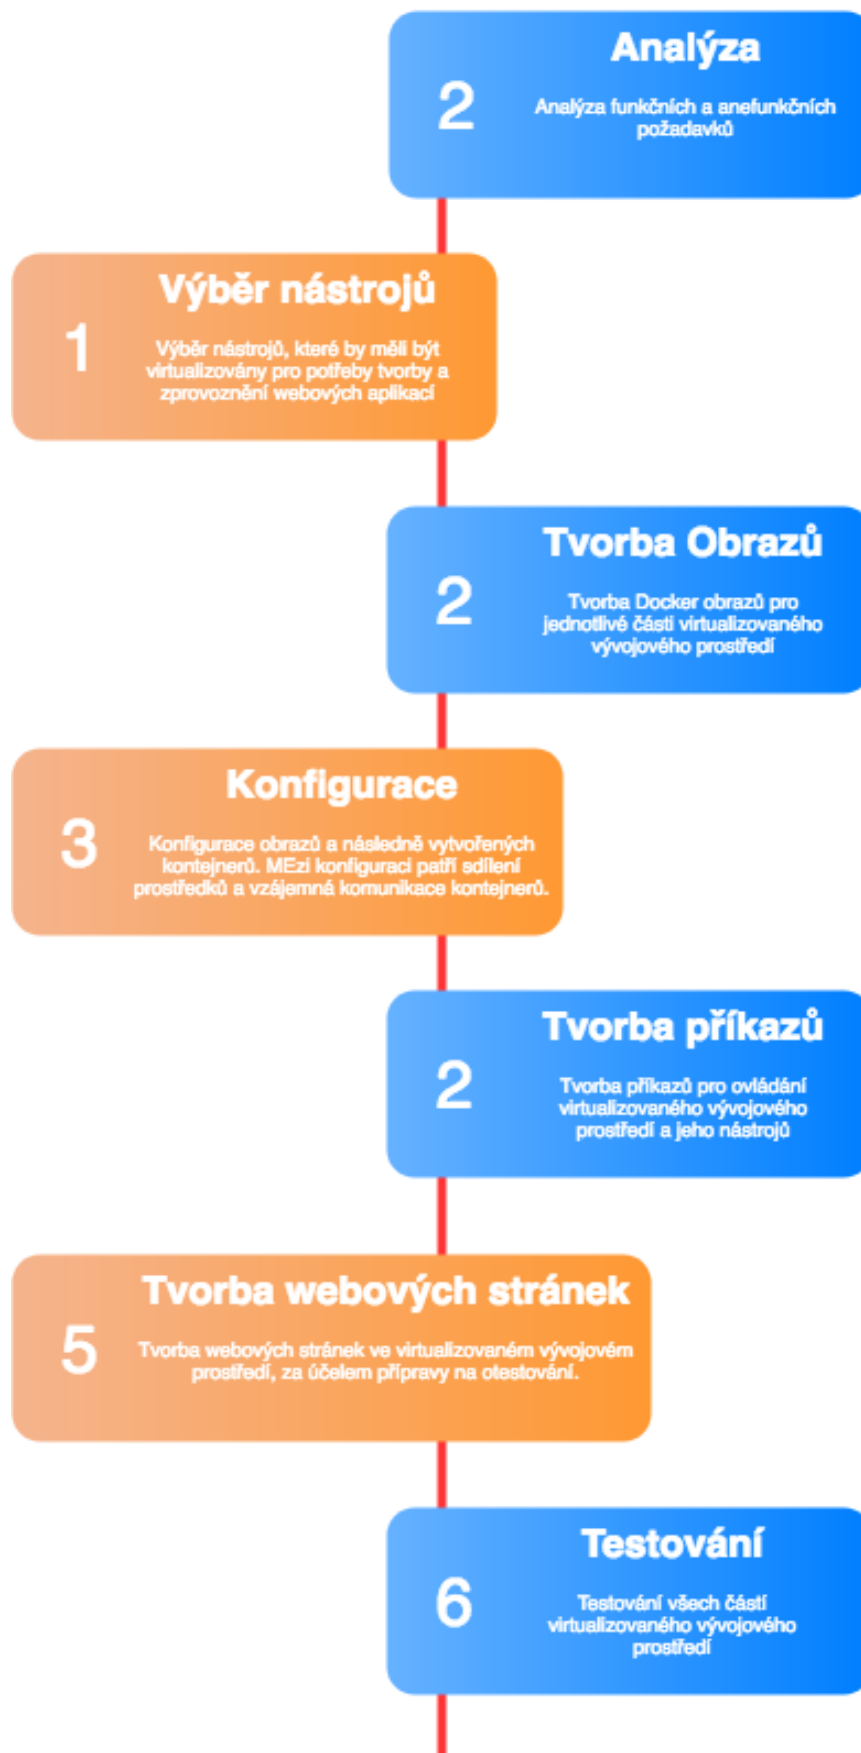 Analýza
2
Analýza funkčních a anefunkčních
požadavků
Výběr nástrojů
1
Výběr nástrojů, které by měli být
virtualizovány pro potřeby tvorby a
zprovoznění webových aplikací
Tvorba Obrazů
2
Tvorba Docker obrazů pro
jednotlivé části virtualizovaného
vývojového prostředí
Konfigurace
3
Konfigurace obrazů a následně vytvořených
kontejnerů. MEzi konfiguraci patří sdílení
prostředků a vzájemná komunikace kontejnerů.
Tvorba příkazů
2
Tvorba příkazů pro ovládání
virtualizovaného vývojového
prostředí a jeho nástrojů
Tvorba webových stránek
5
Tvorba webových stránek ve virtualizovaném vývojovém
prostředí, za účelem přípravy na otestování.
Testování
6
Testování všech částí
virtualizovaného vývojového
prostředí